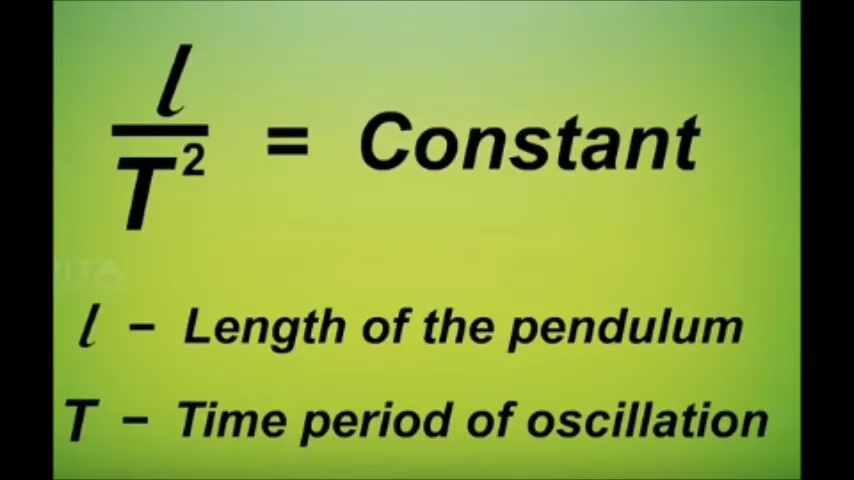 l / T² = Constant
l – Length of the pendulum
T – Time period of oscillation